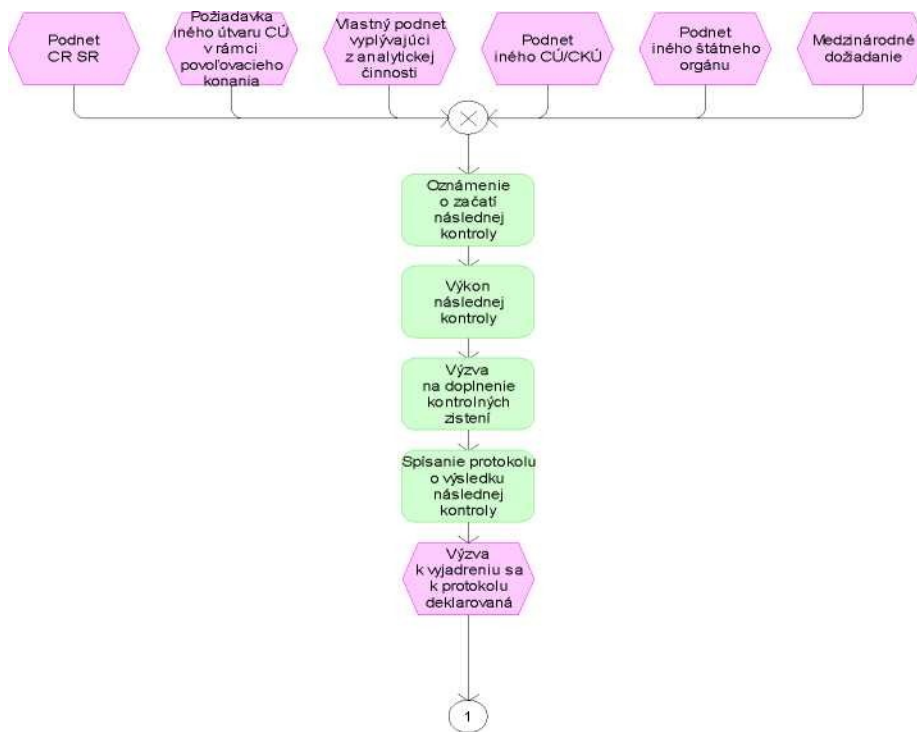 Podnet
CR SR
Požiadavka
iného útvaru CÚ
v rámci
povoľovacieho
konania
Vlastný podnet
vyplývajúci
z analytickej
činnosti
Podnet
iného CÚ/CKÚ
Podnet
iného štátneho
orgánu
Medzinárodné
dožiadanie
Oznámenie
o začatí
následnej
kontroly
Výkon
následnej
kontroly
Výzva
na doplnenie
kontrolných
zistení
Spísanie protokolu
o výsledku
následnej
kontroly
Výzva
k vyjadreniu sa
k protokolu
deklarovaná
1